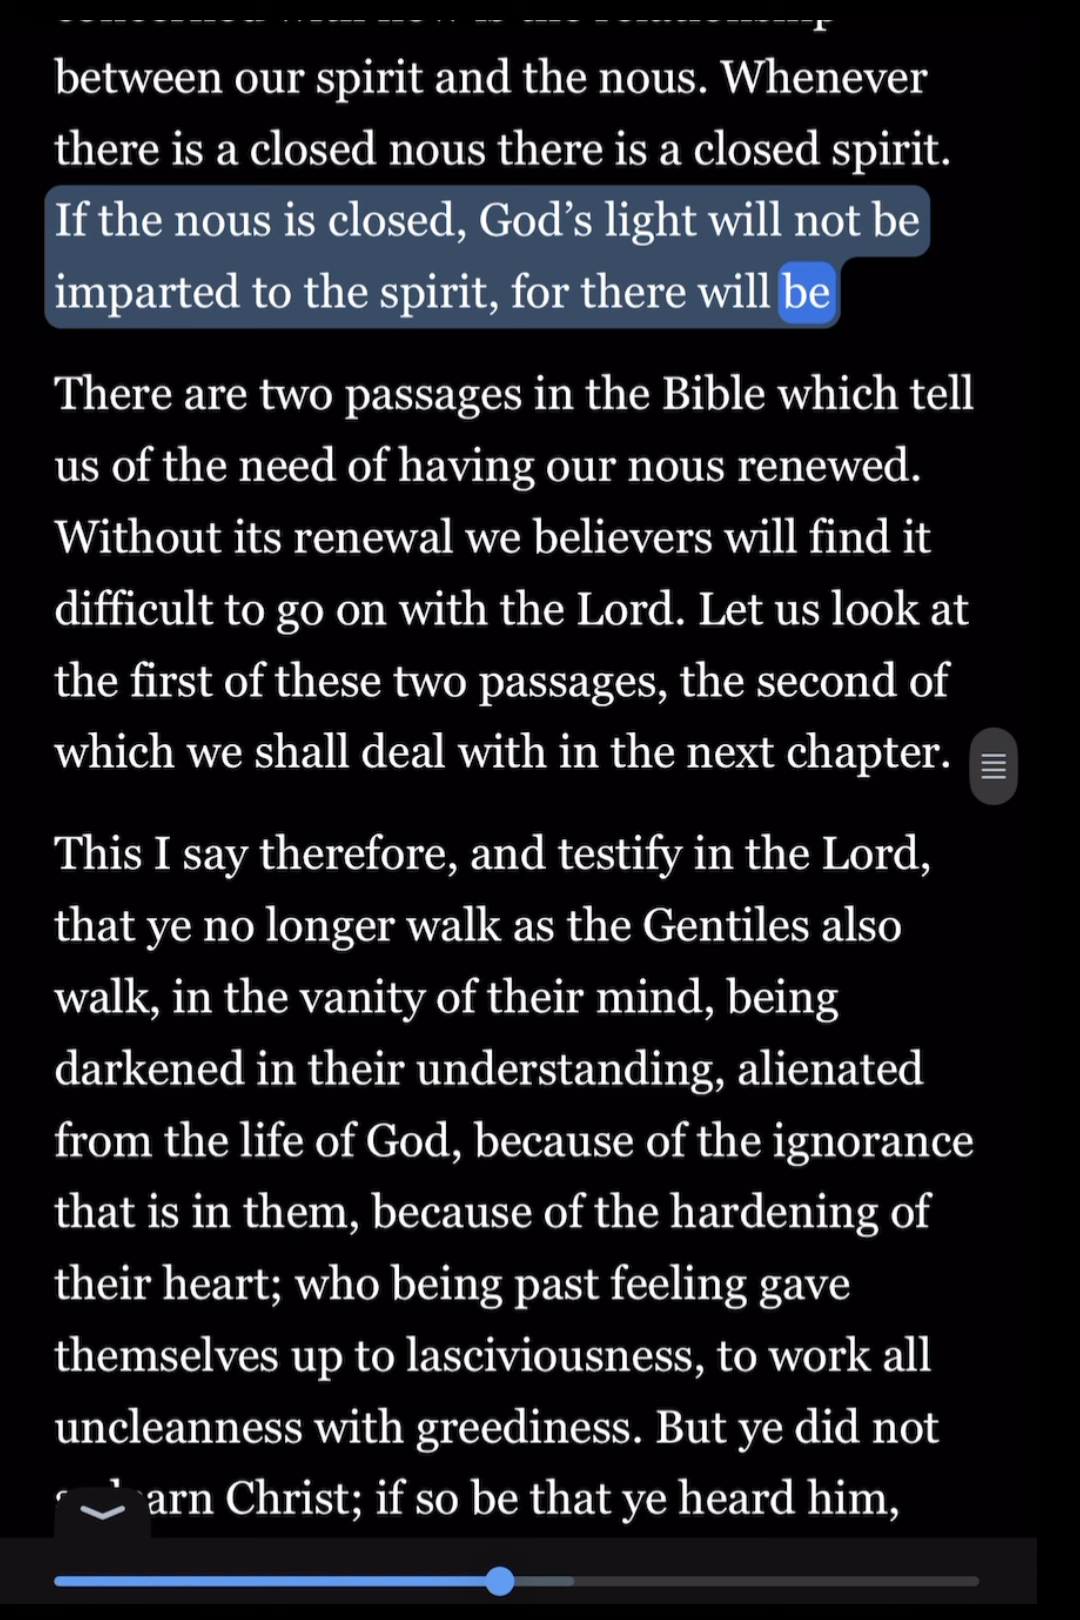 between our spirit and the nous. Whenever
there is a closed nous there is a closed spirit.
If the nous is closed, God’s light will not be
imparted to the spirit, for there will be
There are two passages in the Bible which tell
us of the need of having our nous renewed.
Without its renewal we believers will find it
difficult to go on with the Lord. Let us look at
the first of these two passages, the second of
which we shall deal with in the next chapter.
This I say therefore, and testify in the Lord,
that ye no longer walk as the Gentiles also
walk, in the vanity of their mind, being
darkened in their understanding, alienated
from the life of God, because of the ignorance
that is in them, because of the hardening of
their heart; who being past feeling gave
themselves up to lasciviousness, to work all
uncleanness with greediness. But ye did not
Christ; if so be that ye heard him,